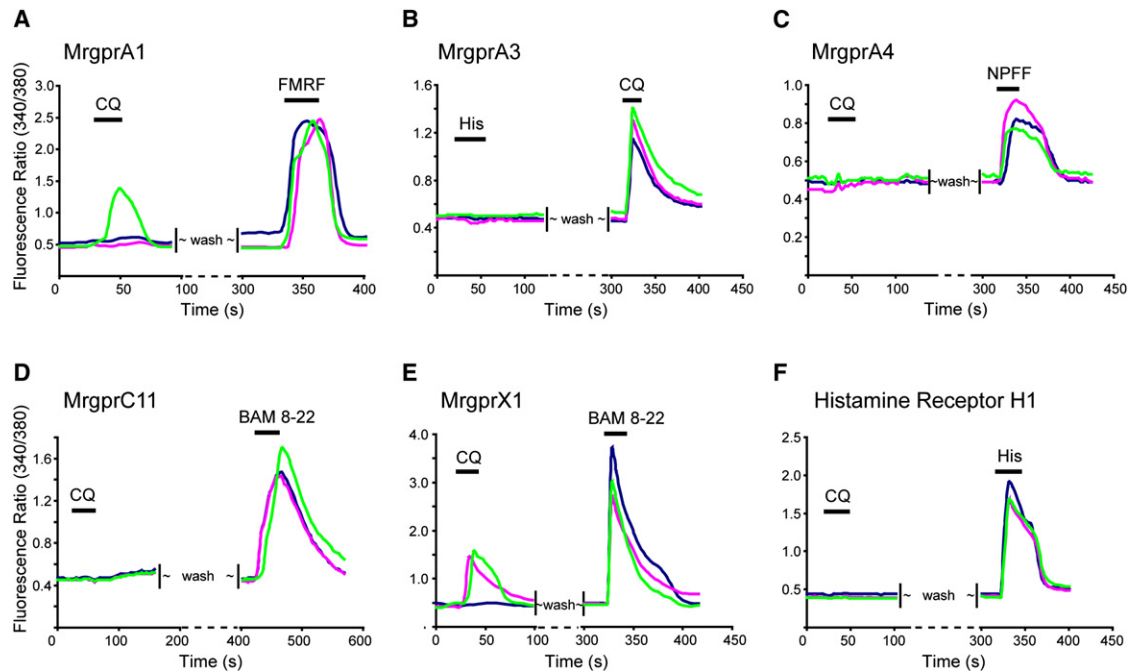 A
MrgprA1
Fluorescence Ratio (340/380)
3.0
2.5
2.0
1.5
1.0
0.5
CQ
FMRF
~ wash ~
0 50 100 300 350 400
Time (s)
B
MrgprA3
1.6
1.2
0.8
0.4
His
CQ
~ wash ~
0 50 100 300 350 400 450
Time (s)
C
MrgprA4
1.0
0.8
0.6
0.4
0.2
0
CQ
NPFF
~wash~
0 50 100 300 350 400 450
Time (s)
D
MrgprC11
Fluorescence Ratio (340/380)
1.6
1.2
0.8
0.4
CQ
BAM 8-22
~ wash ~
0 100 200 400 500 600
Time (s)
E
MrgprX1
4.0
3.0
2.0
1.0
CQ
BAM 8-22
~wash~
0 50 100 300 350 400 450
Time (s)
F
Histamine Receptor H1
2.5
2.0
1.5
1.0
0.5
CQ
His
~ wash ~
0 50 100 300 350 400 450
Time (s)